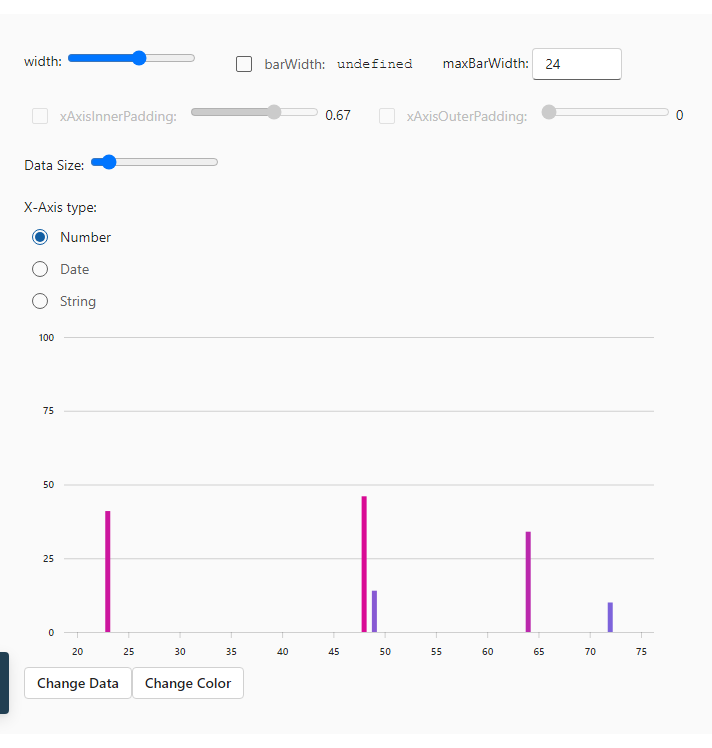 width: barWidth: undefined maxBarWidth: 24
xAxisInnerPadding: 0.67 xAxisOuterPadding: 0
Data Size:
X-Axis type:
Number
Date
String
100
75
50
25
0
20 25 30 35 40 45 50 55 60 65 70 75
Change Data Change Color